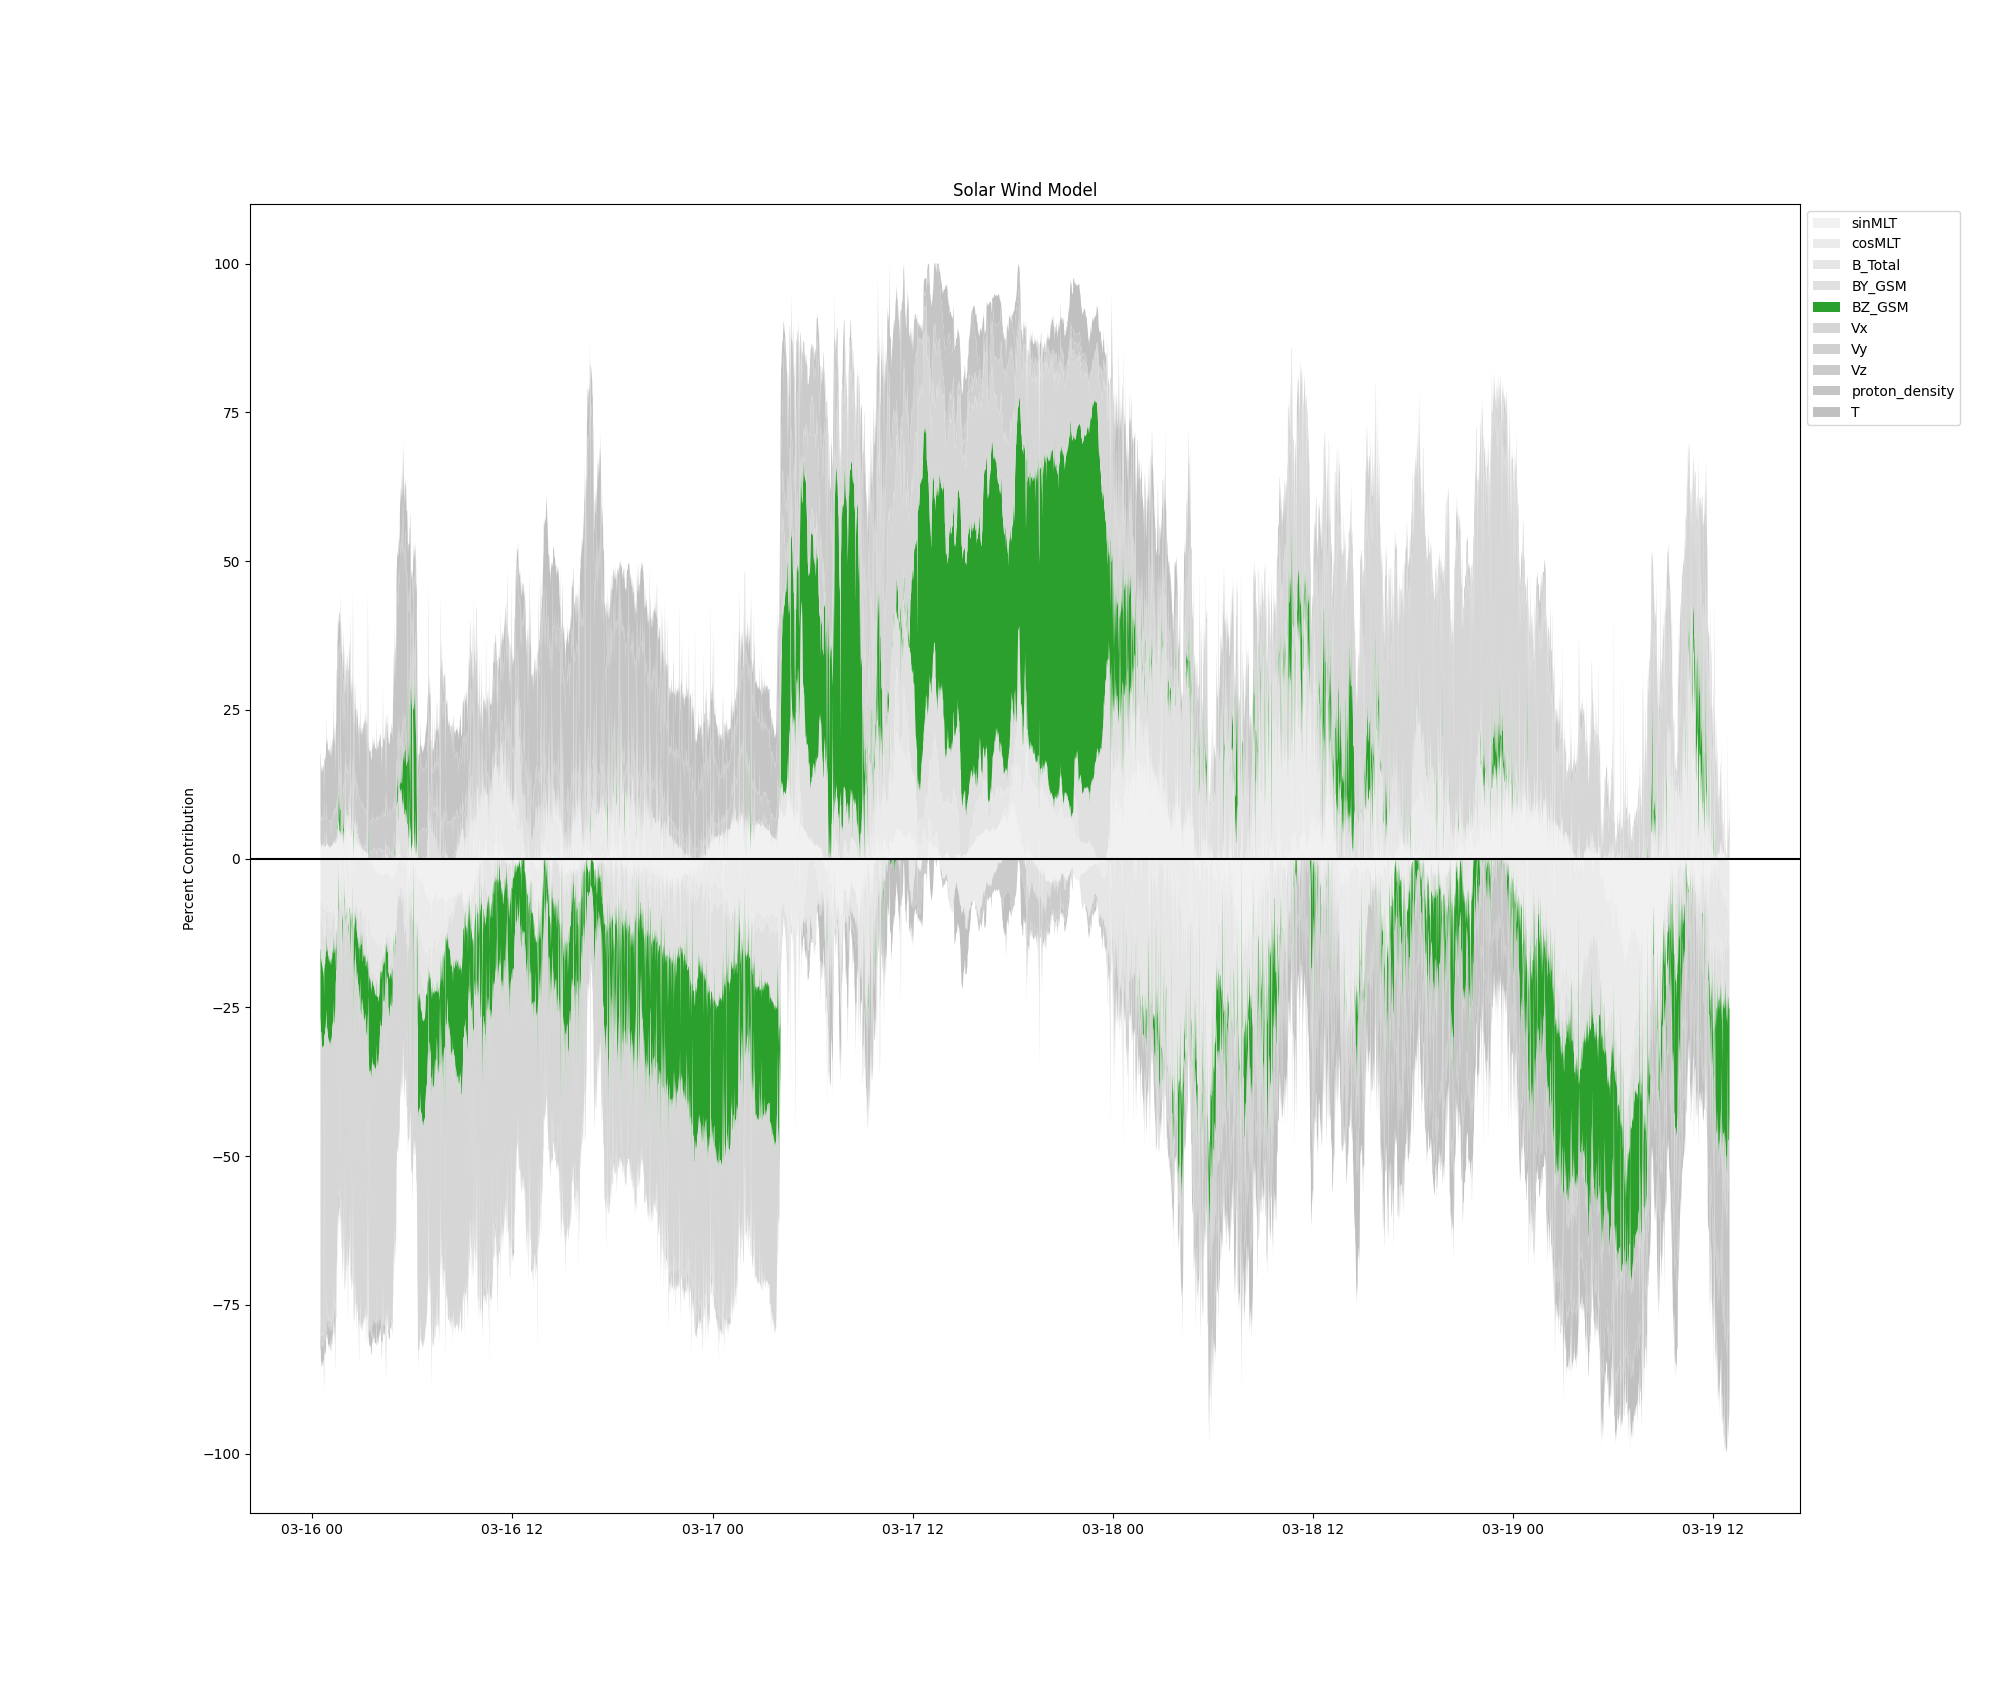 Solar Wind Model
sinMLT
cosMLT
B_Total
BY_GSM
BZ_GSM
Vx
Vy
Vz
proton_density
T
100
75
50
25
0
−25
−50
−75
−100
Percent Contribution
03-16 00 03-16 12 03-17 00 03-17 12 03-18 00 03-18 12 03-19 00 03-19 12